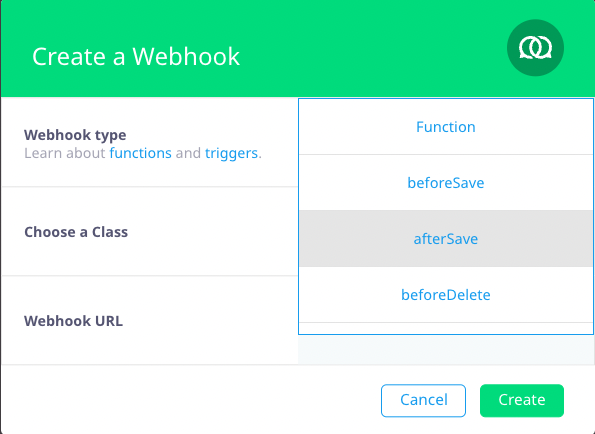 Create a Webhook
Webhook type
Learn about functions and triggers.
Function
beforeSave
Choose a Class
afterSave
beforeDelete
Webhook URL
Cancel
Create